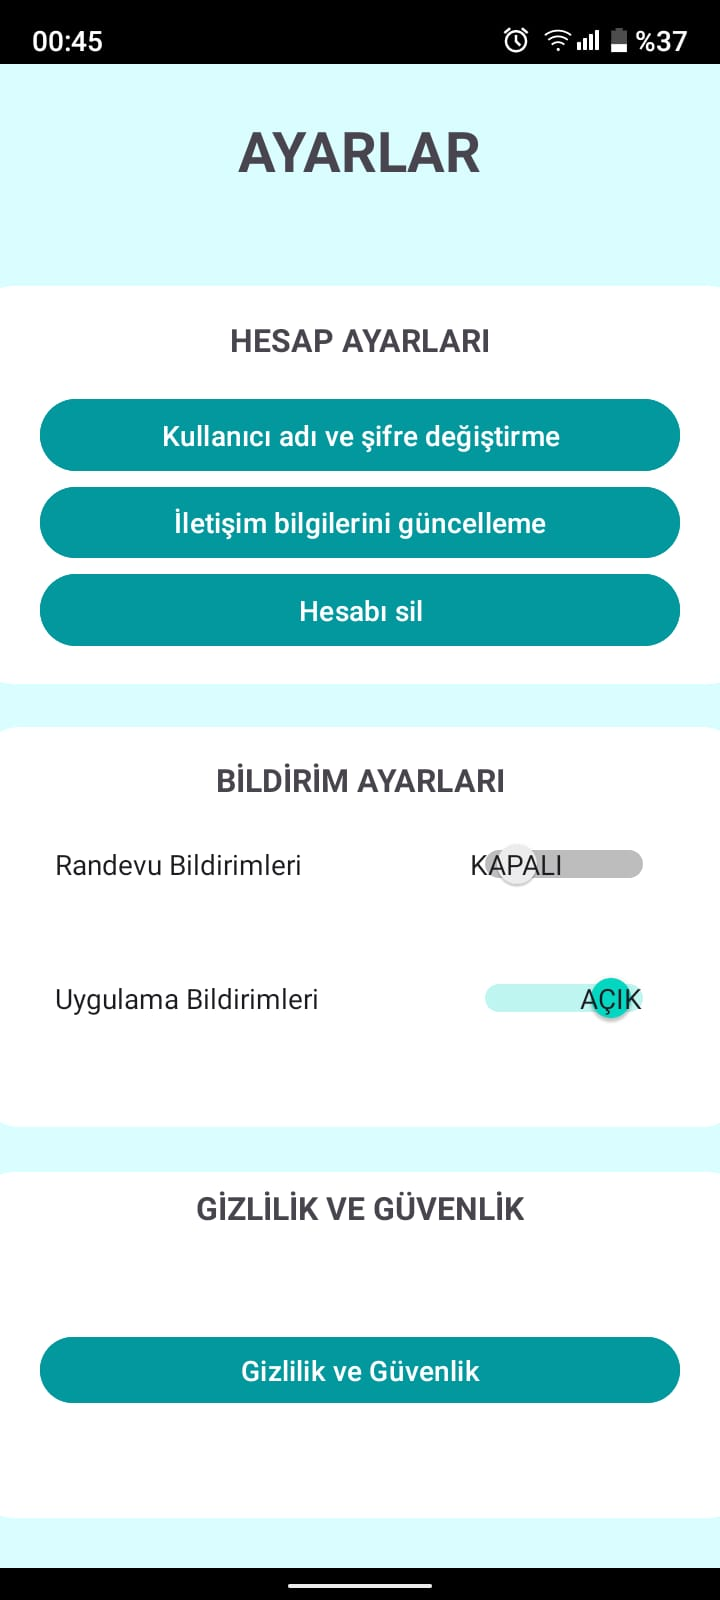 00:45 %37
AYARLAR
HESAP AYARLARI
Kullanıcı adı ve şifre değiştirme
İletişim bilgilerini güncelleme
Hesabı sil
BİLDİRİM AYARLARI
Randevu Bildirimleri KAPALI
Uygulama Bildirimleri AÇIK
GİZLİLİK VE GÜVENLİK
Gizlilik ve Güvenlik